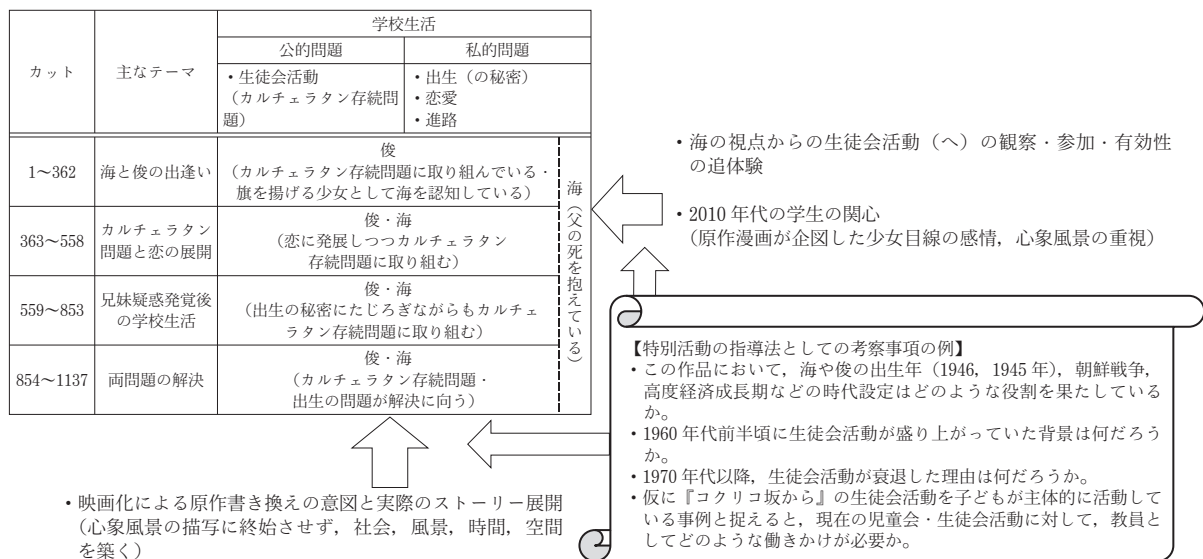 学校生活
カット
主なテーマ
公的問題
私的問題
・生徒会活動
（カルチェラタン存続問
題）
・出生（の秘密）
・恋愛
・進路
1～362
海と俊の出逢い
俊
（カルチェラタン存続問題に取り組んでいる・
旗を揚げる少女として海を認知している）
363～558
カルチェラタン
問題と恋の展開
俊・海
（恋に発展しつつカルチェラタン
存続問題に取り組む）
559～853
兄妹疑惑発覚後
の学校生活
俊・海
（出生の秘密にたじろぎながらもカルチェ
ラタン存続問題に取り組む）
854～1137
両問題の解決
俊・海
（カルチェラタン存続問題・
出生の問題が解決に向う）
海（父の死を抱えている）
・海の視点からの生徒会活動（へ）の観察・参加・有効性
の追体験
・2010 年代の学生の関心
（原作漫画が企図した少女目線の感情，心象風景の重視）
【特別活動の指導法としての考察事項の例】
・この作品において，海や俊の出生年（1946，1945 年），朝鮮戦争，
高度経済成長期などの時代設定はどのような役割を果たしている
か。
・1960 年代前半頃に生徒会活動が盛り上がっていた背景は何だろう
か。
・1970 年代以降，生徒会活動が衰退した理由は何だろうか。
・仮に『コクリコ坂から』の生徒会活動を子どもが主体的に活動して
いる事例と捉えると，現在の児童会・生徒会活動に対して，教員と
してどのような働きかけが必要か。
・映画化による原作書き換えの意図と実際のストーリー展開
（心象風景の描写に終始させず，社会，風景，時間，空間
を築く）